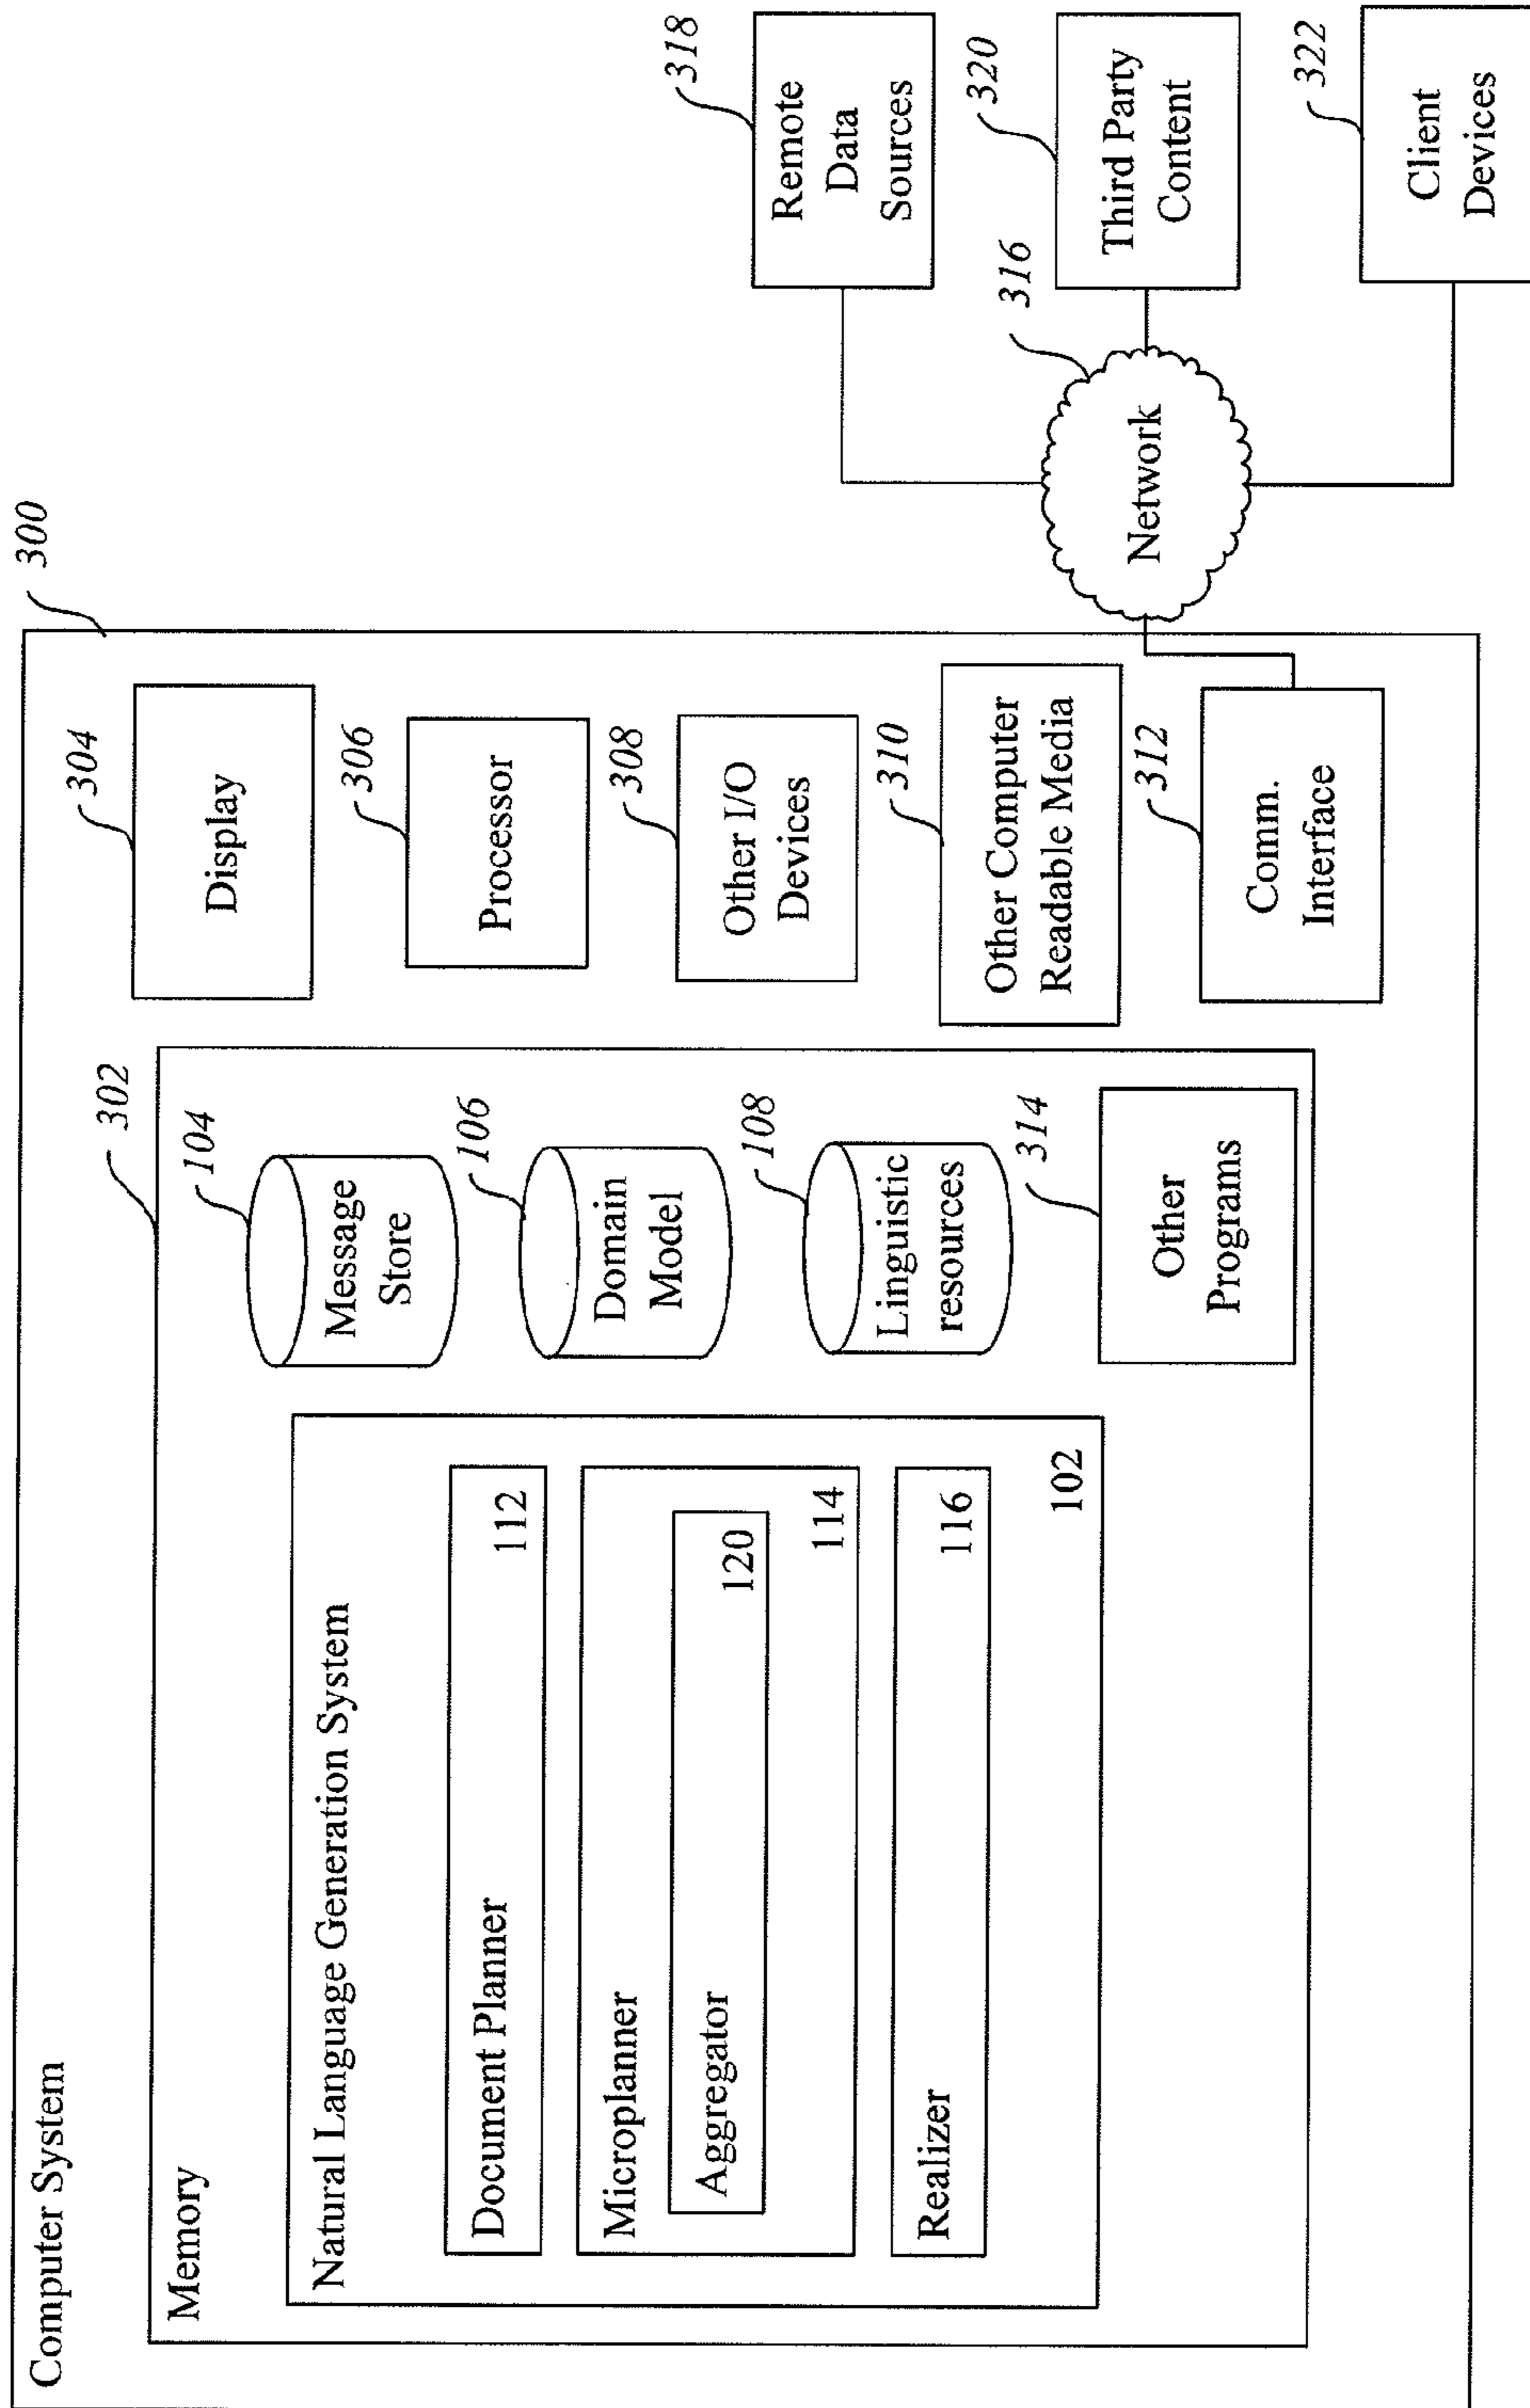 Computer System
300
Memory
302
Natural Language Generation System
Document Planner
112
Microplanner
Aggregator
120
114
Realizer
116
102
104
Message
Store
106
Domain
Model
108
Linguistic
resources
314
Other
Programs
304
Display
306
Processor
308
Other I/O
Devices
310
Other Computer
Readable Media
312
Comm.
Interface
316
Network
318
Remote
Data
Sources
320
Third Party
Content
322
Client
Devices